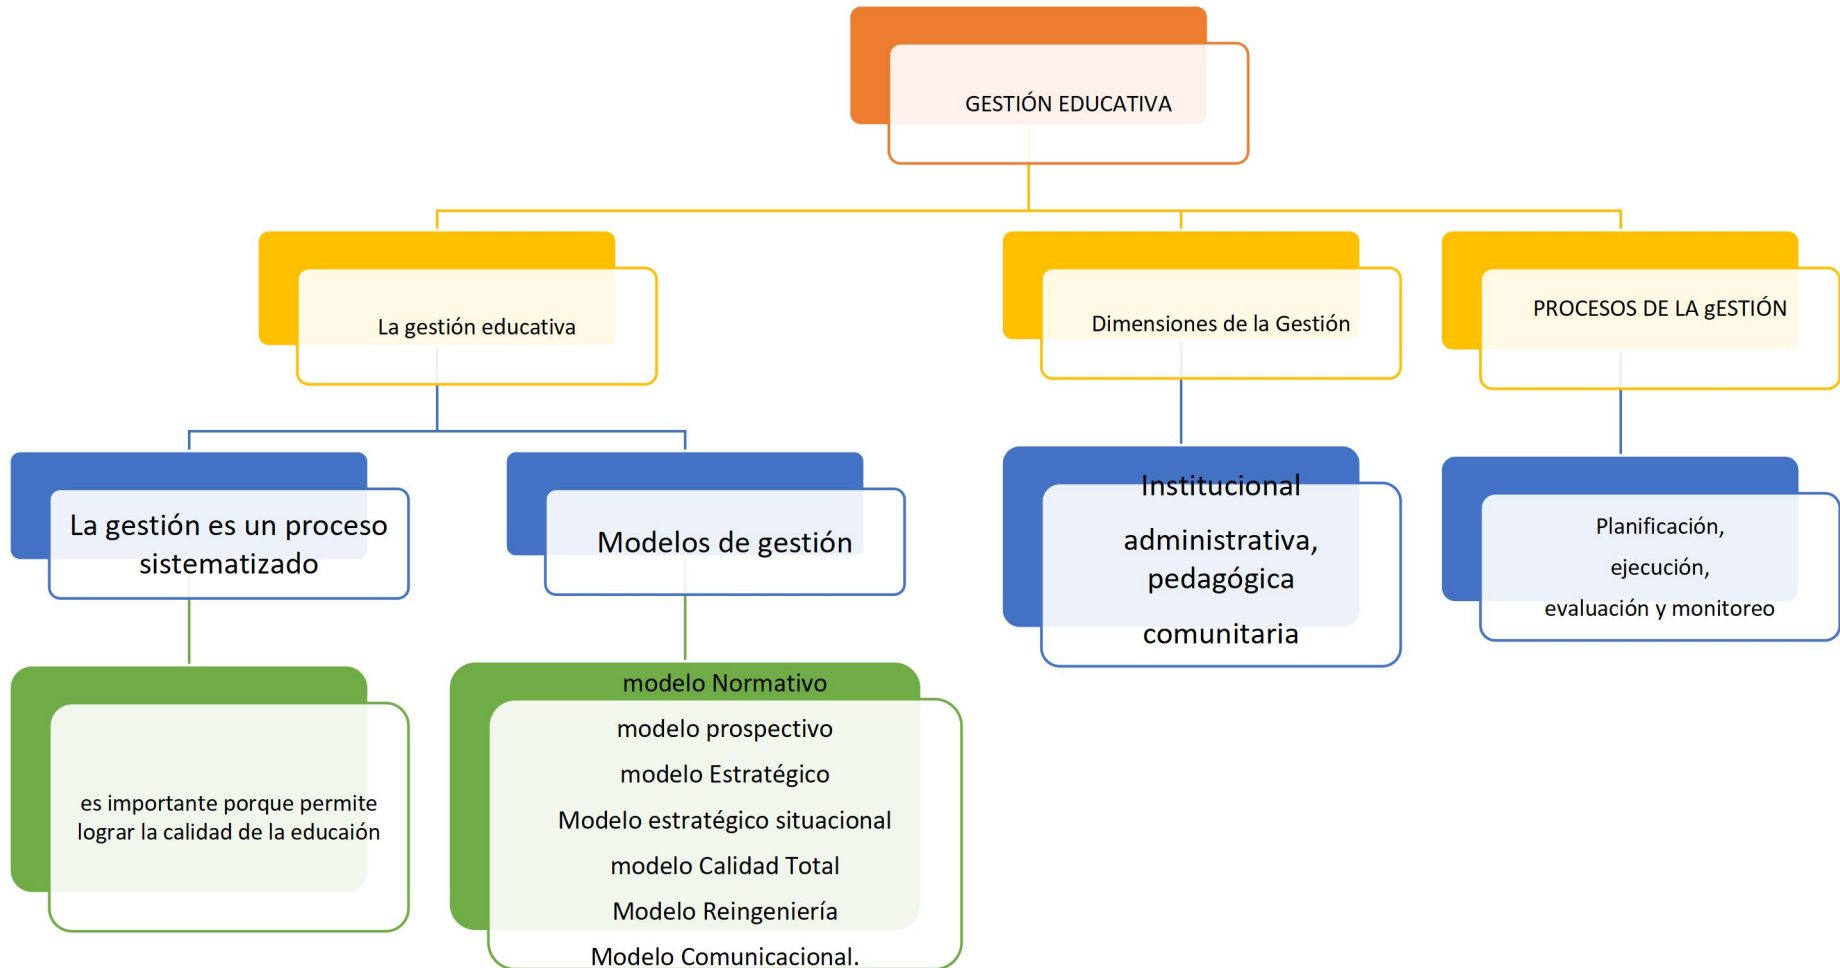 GESTIÓN EDUCATIVA
La gestión educativa
Dimensiones de la Gestión
PROCESOS DE LA gESTIÓN
La gestión es un proceso
sistematizado
Modelos de gestión
Institucional
administrativa,
pedagógica
comunitaria
Planificación,
ejecución,
evaluación y monitoreo
es importante porque permite
lograr la calidad de la educaión
modelo Normativo
modelo prospectivo
modelo Estratégico
Modelo estratégico situacional
modelo Calidad Total
Modelo Reingeniería
Modelo Comunicacional.